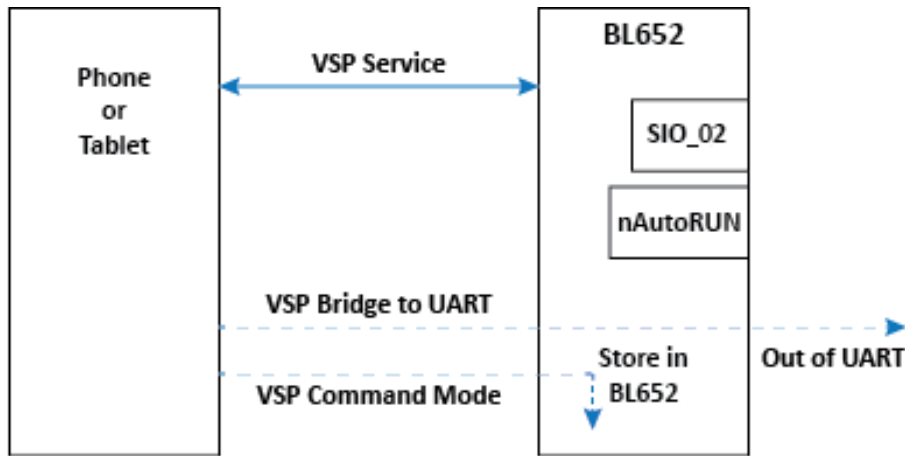 Phone
or
Tablet
VSP Service
BL652
SIO_02
nAutoRUN
VSP Bridge to UART
Out of UART
VSP Command Mode
Store in
BL652